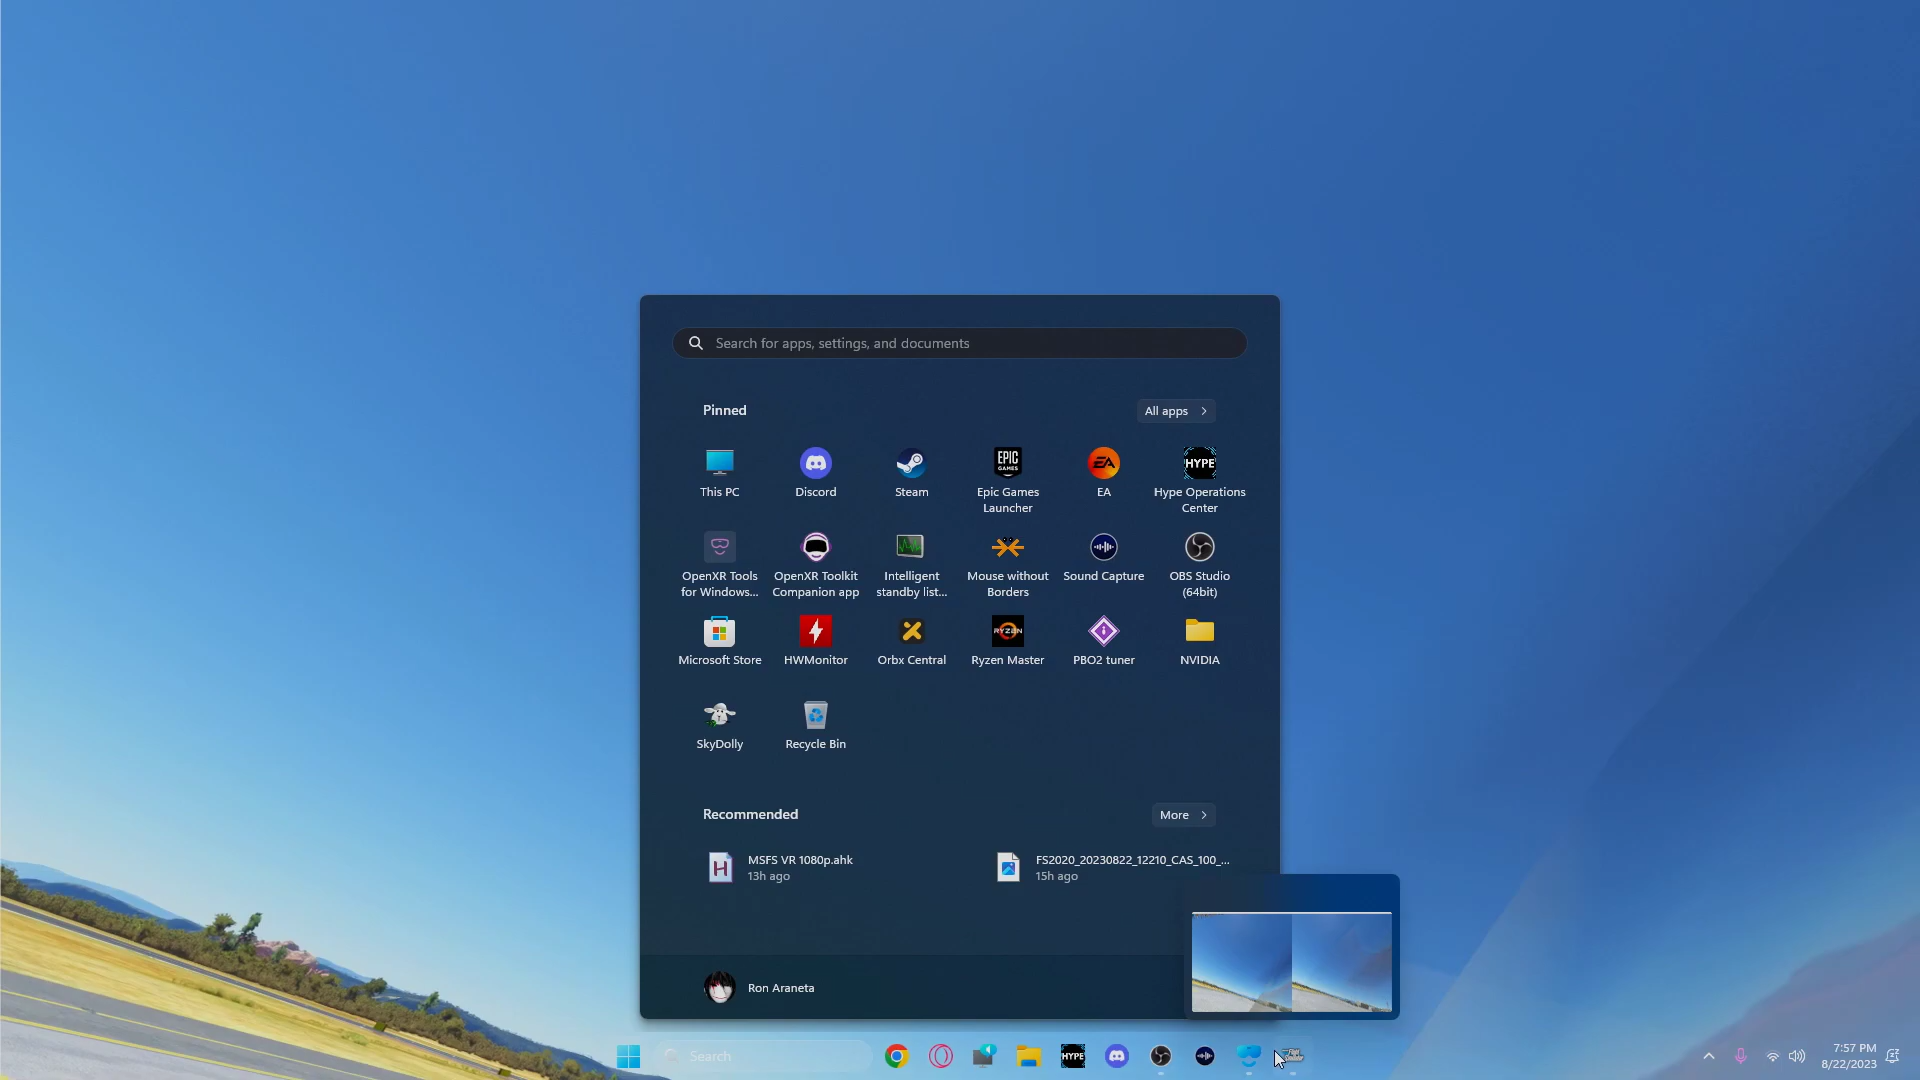 Search for apps, settings, and documents
Pinned
All apps
This PC
Discord
Steam
EPIC
GAMES
Epic Games
Launcher
EA
EA
HYPE
Hype Operations
Center
OpenXR Tools
for Windows...
OpenXR Toolkit
Companion app
Intelligent
standby list...
Mouse without
Borders
Sound Capture
OBS Studio
(64bit)
Microsoft Store
HWMonitor
Orbx Central
RYZEN
Ryzen Master
PBO2 tuner
NVIDIA
SkyDolly
Recycle Bin
Recommended
More
H
MSFS VR 1080p.ahk
13h ago
FS2020_20230822_12210_CAS_100_...
15h ago
Ron Araneta
Search
HYPE
7:57 PM
8/22/2023